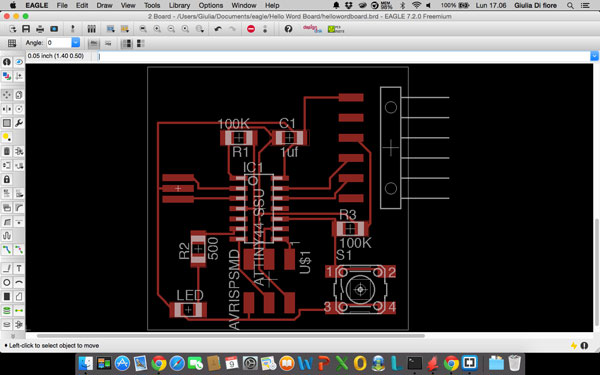 EAGLE File Edit Draw View Tools Library Options Window Help
100% Lun 17.06 Giulia Di fiore
2 Board - /Users/Giulia/Documents/eagle/Hello Word Board/hellowordboard.brd - EAGLE 7.2.0 Freemium
Angle: 0
0.05 inch (1.40 0.50)
100K
C1
R1
1uf
IC1
ATTINY44-SSU
R3
100K
S1
R2
500
U$1
AVRISPSMD
LED
1
1
2
3
4
Left-click to select object to move